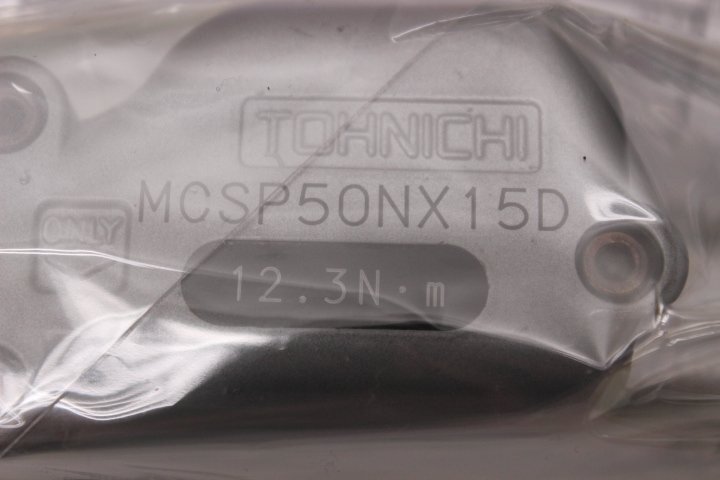 TOHNICHI
MCSP50NX15D
ONLY
12.3N·m